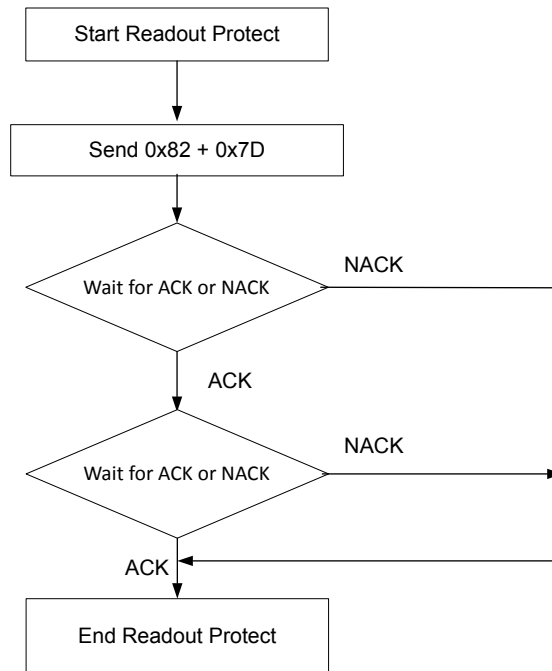 Start Readout Protect
Send 0x82 + 0x7D
Wait for ACK or NACK
NACK
ACK
Wait for ACK or NACK
NACK
ACK
End Readout Protect